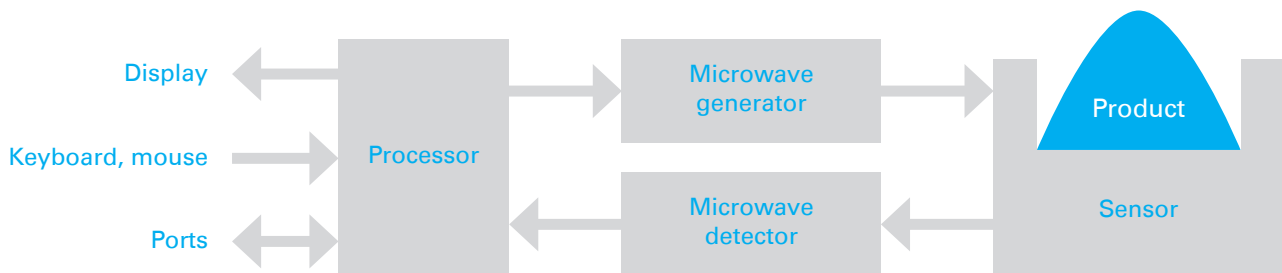 Display
Keyboard, mouse
Ports
Processor
Microwave
generator
Microwave
detector
Product
Sensor